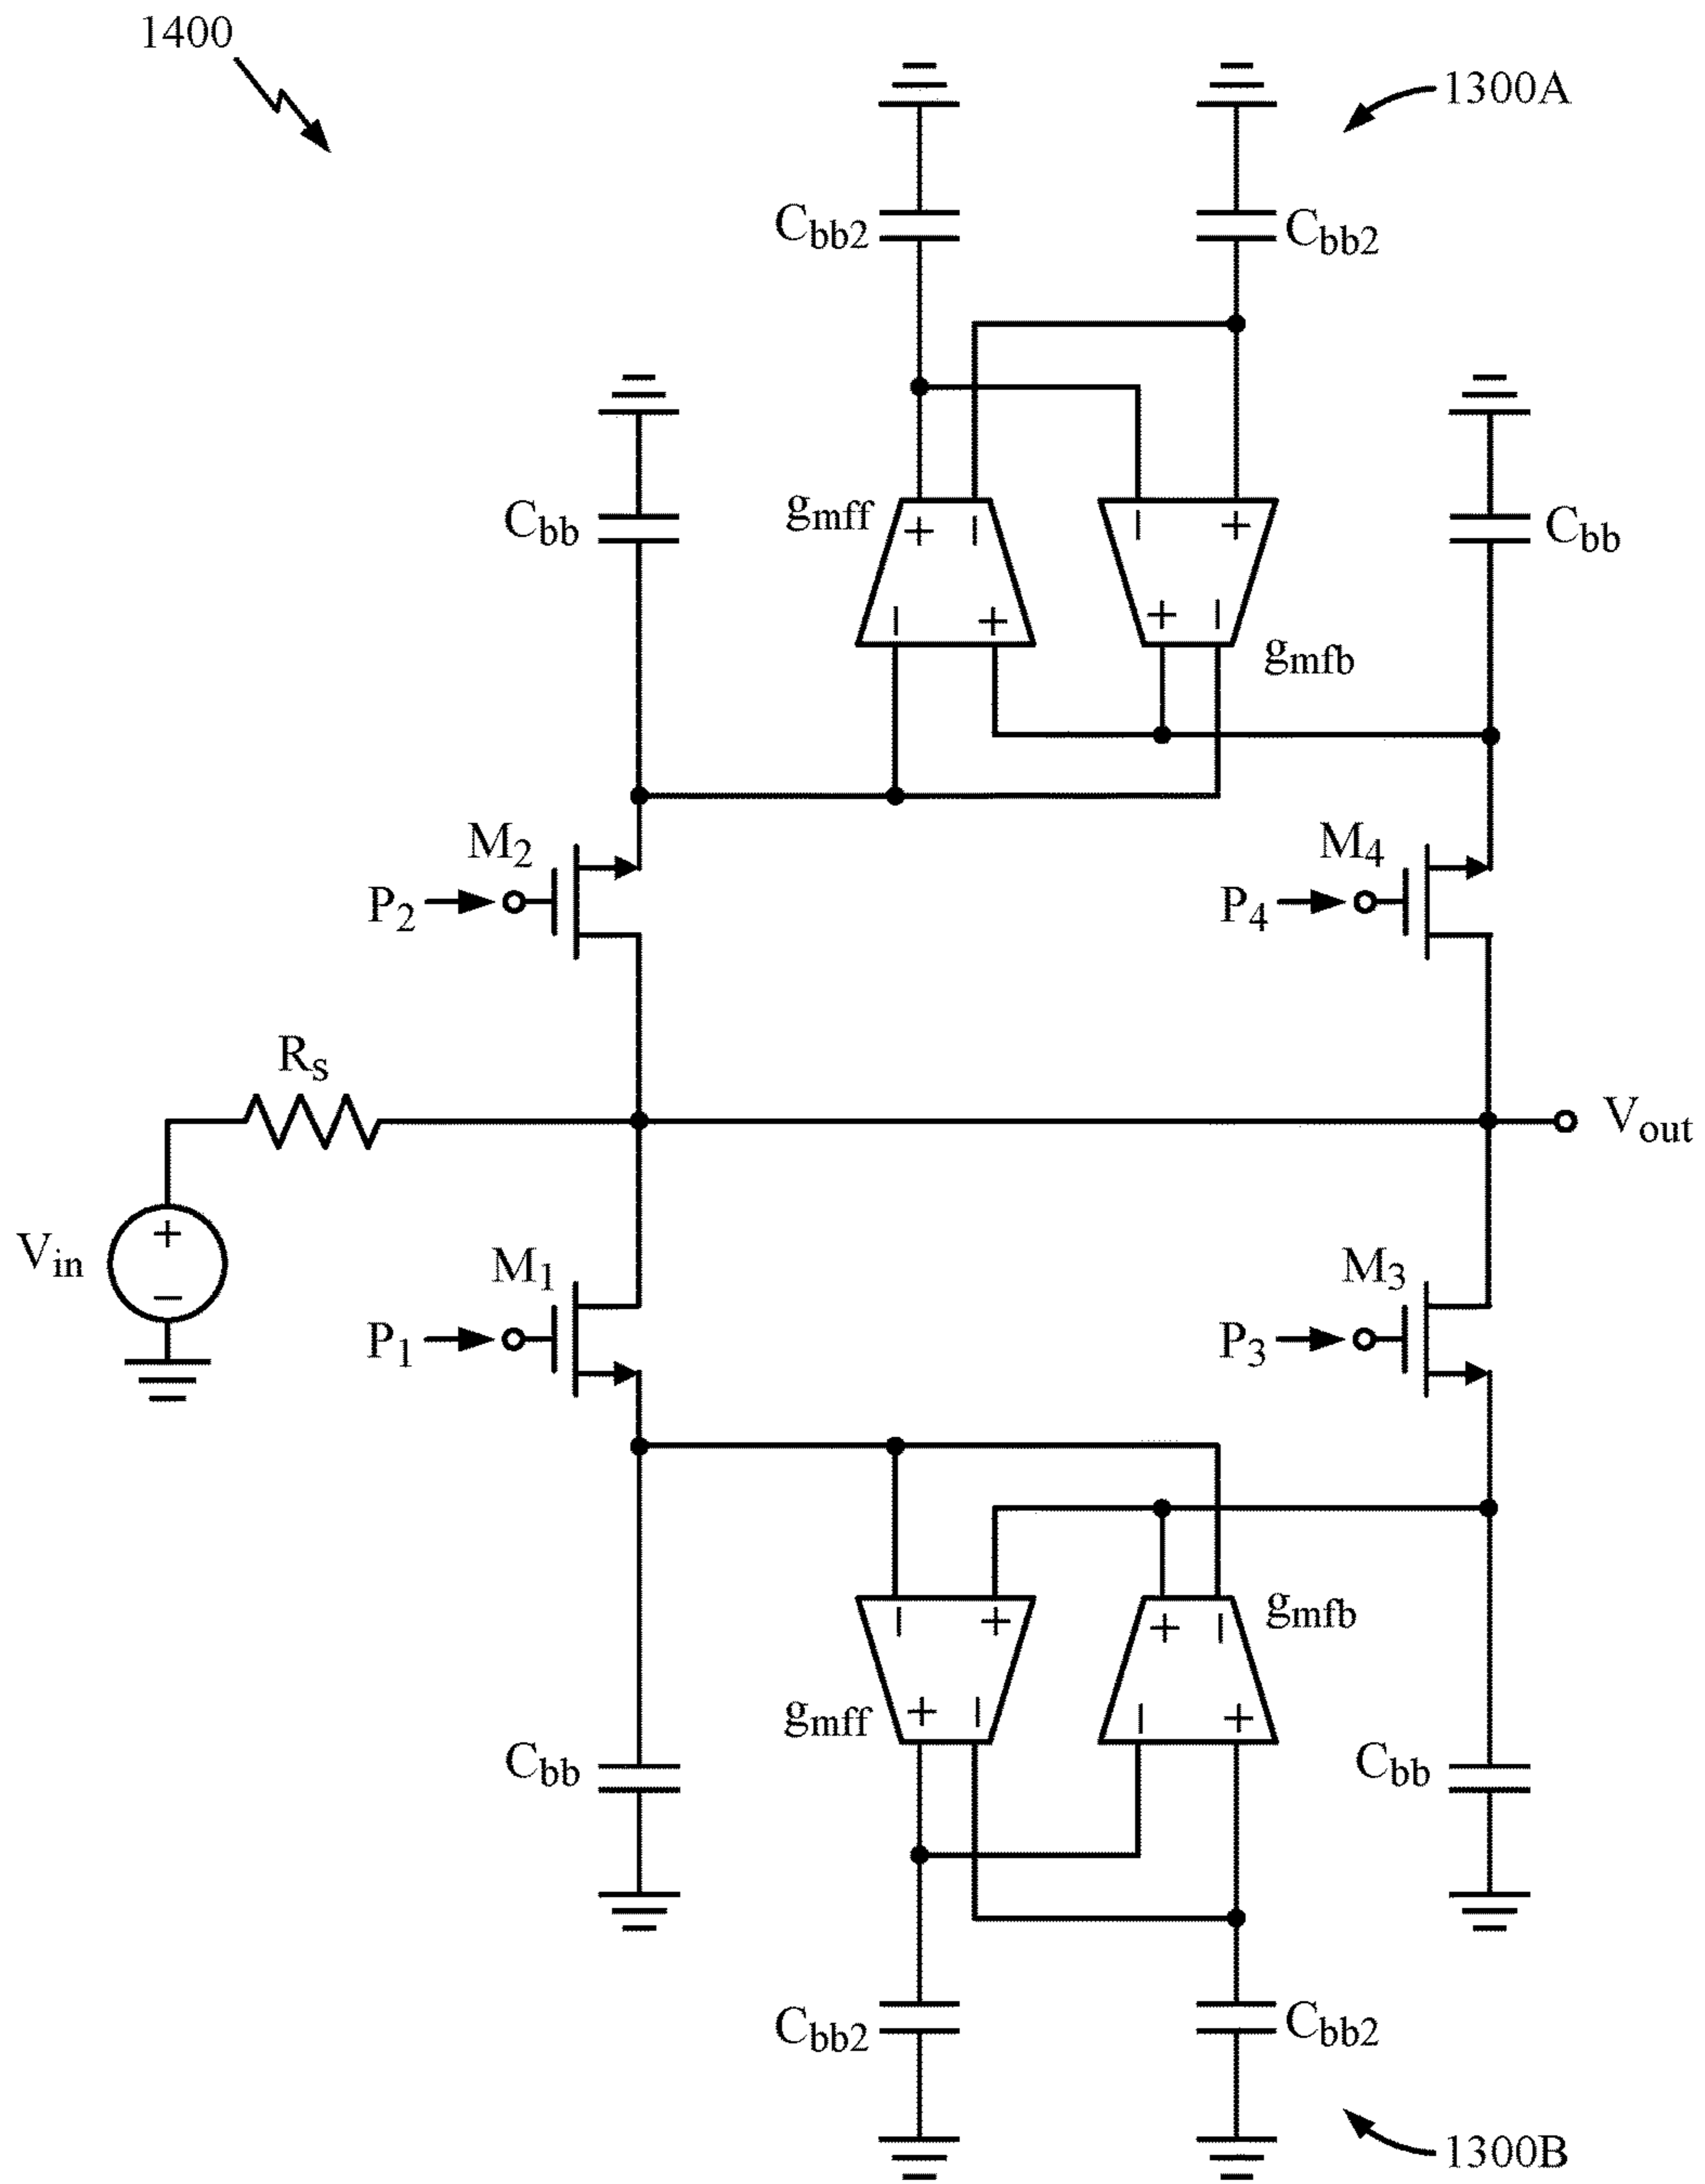 1400
1300A
Cbb2
Cbb2
gmff
Cbb
Cbb
+
|
|
+
|
+
+
|
gmfb
M2
M4
P2
P4
Rs
Vout
Vin
+
−
M1
M3
P1
P3
|
+
gmfb
+
|
gmff
+
|
|
+
Cbb
Cbb
Cbb2
Cbb2
1300B